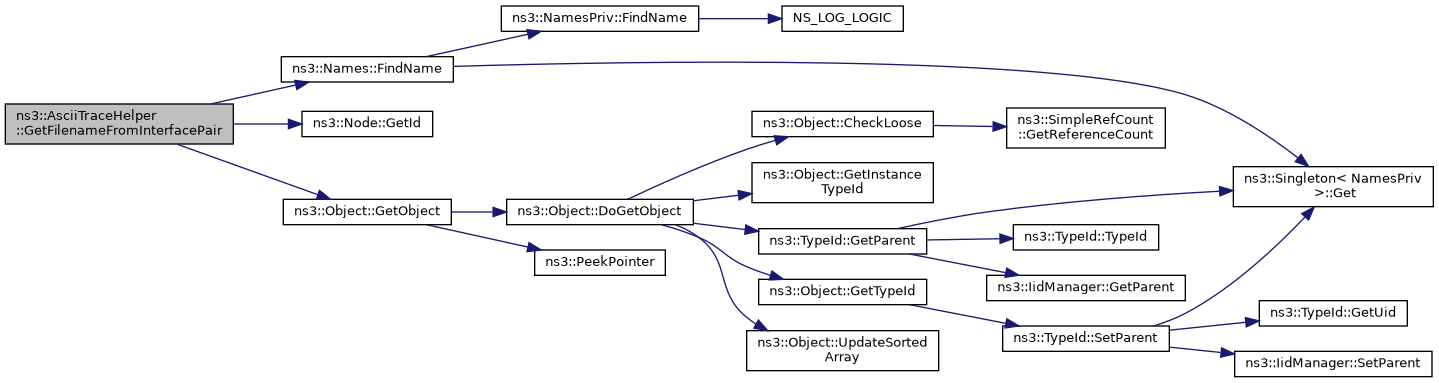 ns3::NamesPriv::FindName
NS_LOG_LOGIC
ns3::Names::FindName
ns3::AsciiTraceHelper
::GetFilenameFromInterfacePair
ns3::Node::GetId
ns3::Object::CheckLoose
ns3::SimpleRefCount
::GetReferenceCount
ns3::Object::GetInstance
TypeId
ns3::Singleton< NamesPriv
>::Get
ns3::Object::GetObject
ns3::Object::DoGetObject
ns3::TypeId::GetParent
ns3::TypeId::TypeId
ns3::PeekPointer
ns3::IidManager::GetParent
ns3::Object::GetTypeId
ns3::TypeId::GetUid
ns3::TypeId::SetParent
ns3::Object::UpdateSorted
Array
ns3::IidManager::SetParent